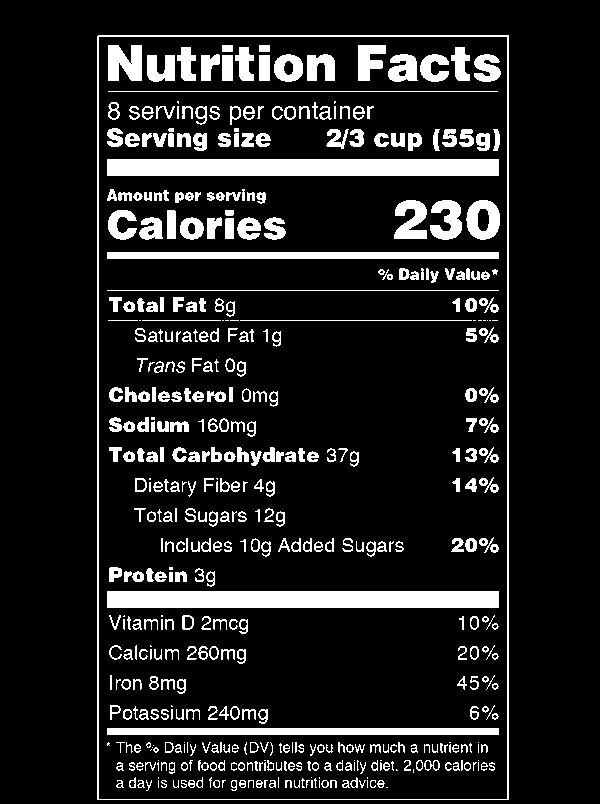 Nutrition Facts
8 servings per container
Serving size 2/3 cup (55g)
Amount per serving
Calories 230
% Daily Value*
Total Fat 8g 10%
Saturated Fat 1g 5%
Trans Fat 0g
Cholesterol 0mg 0%
Sodium 160mg 7%
Total Carbohydrate 37g 13%
Dietary Fiber 4g 14%
Total Sugars 12g
Includes 10g Added Sugars 20%
Protein 3g
Vitamin D 2mcg 10%
Calcium 260mg 20%
Iron 8mg 45%
Potassium 240mg 6%
* The % Daily Value (DV) tells you how much a nutrient in
a serving of food contributes to a daily diet. 2,000 calories
a day is used for general nutrition advice.